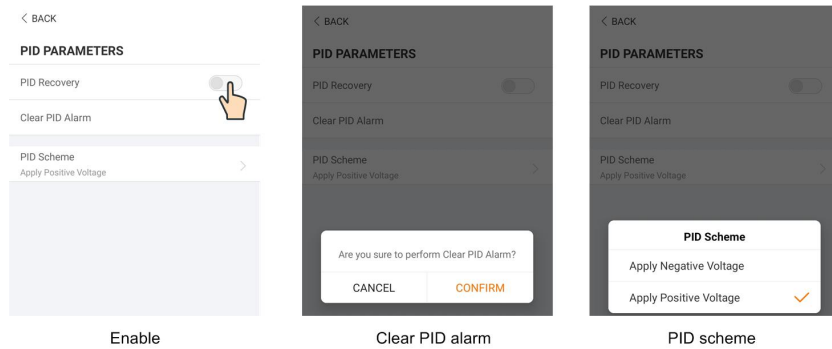 < BACK
PID PARAMETERS
PID Recovery
Clear PID Alarm
PID Scheme
Apply Positive Voltage
Enable
< BACK
PID PARAMETERS
PID Recovery
Clear PID Alarm
PID Scheme
Apply Positive Voltage
Are you sure to perform Clear PID Alarm?
CANCEL CONFIRM
Clear PID alarm
< BACK
PID PARAMETERS
PID Recovery
Clear PID Alarm
PID Scheme
Apply Positive Voltage
PID Scheme
Apply Negative Voltage
Apply Positive Voltage
PID scheme